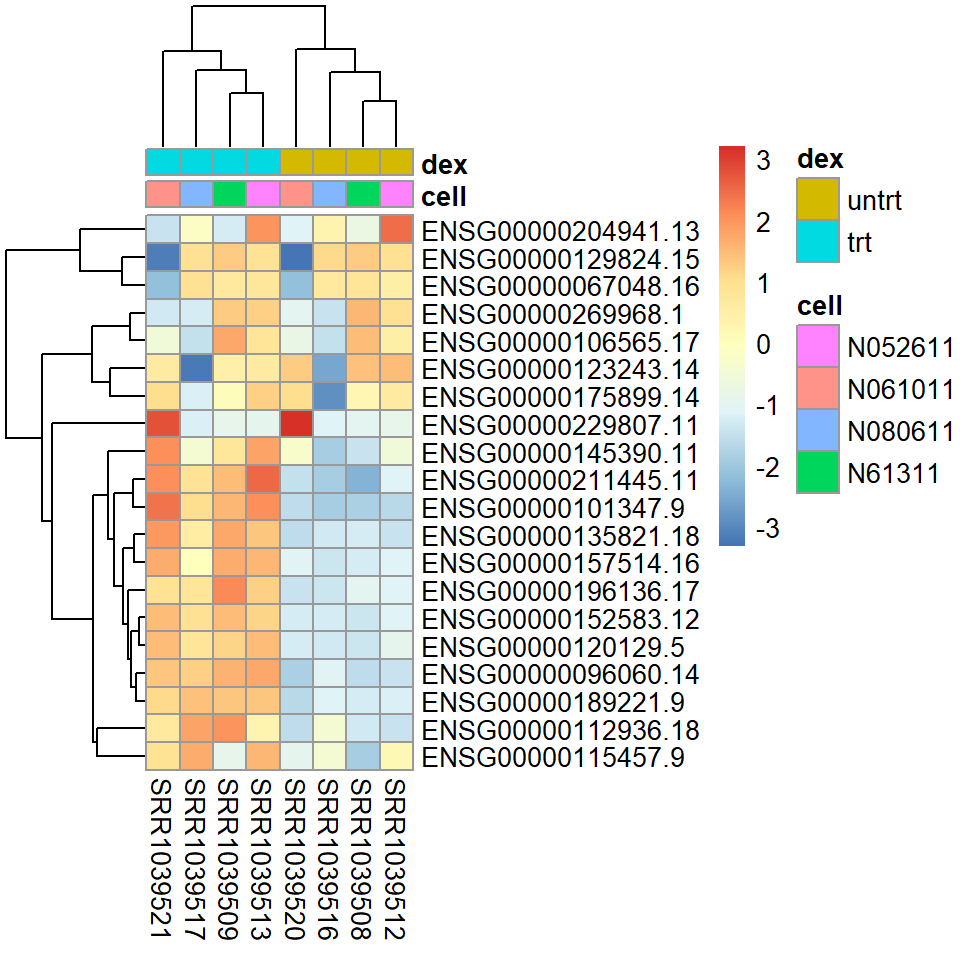 dex
cell
ENSG00000204941.13
ENSG00000129824.15
ENSG00000067048.16
ENSG00000269968.1
ENSG00000106565.17
ENSG00000123243.14
ENSG00000175899.14
ENSG00000229807.11
ENSG00000145390.11
ENSG00000211445.11
ENSG00000101347.9
ENSG00000135821.18
ENSG00000157514.16
ENSG00000196136.17
ENSG00000152583.12
ENSG00000120129.5
ENSG00000096060.14
ENSG00000189221.9
ENSG00000112936.18
ENSG00000115457.9
SRR1039521
SRR1039517
SRR1039509
SRR1039513
SRR1039520
SRR1039516
SRR1039508
SRR1039512
3
2
1
0
-1
-2
-3
dex
untrt
trt
cell
N052611
N061011
N080611
N61311